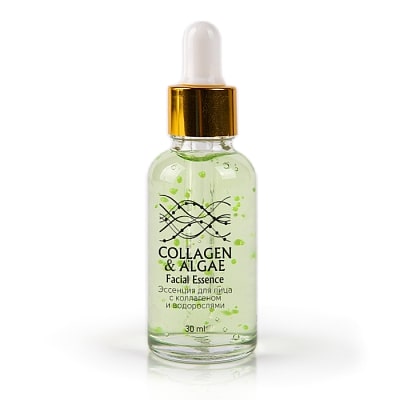 COLLAGEN
& ALGAE
Facial Essence
Эссенция для лица
с коллагеном
и водорослями
30 ml